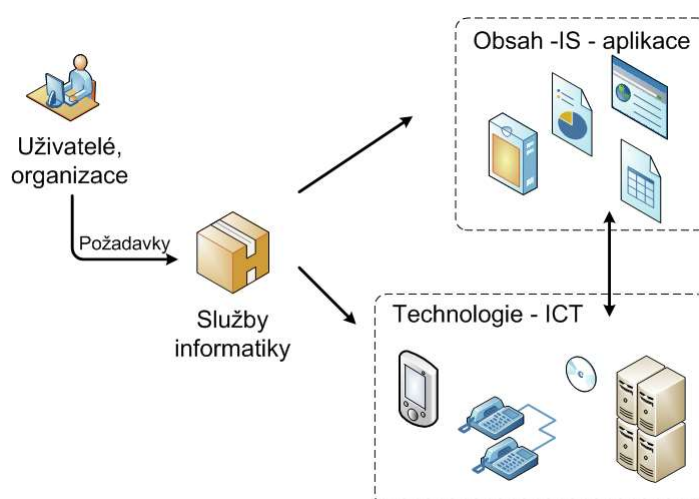 Obsah -IS - aplikace
Uživatelé,
organizace
Požadavky
Služby
informatiky
Technologie - ICT